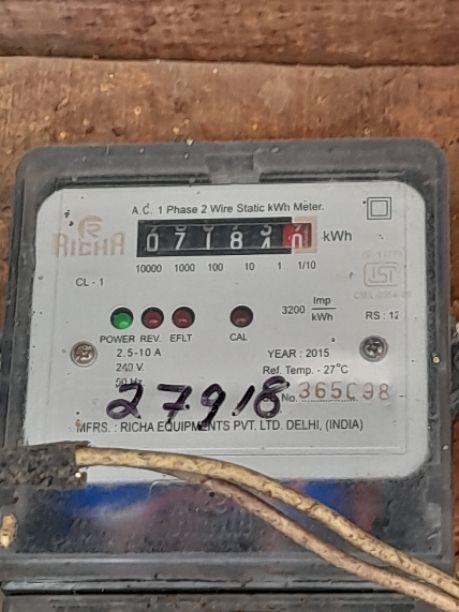 A.C. 1 Phase 2 Wire Static kWh Meter.
RICHA
0718
kWh
10000 1000 100 10 1 1/10
CL - 1
3200 Imp/kWh
RS : 12
POWER REV. EFLT CAL
2.5-10 A
YEAR : 2015
240 V.
Ref. Temp. - 27°C
50 Hz
No. 365098
27918
MFRS. : RICHA EQUIPMENTS PVT. LTD. DELHI, (INDIA)